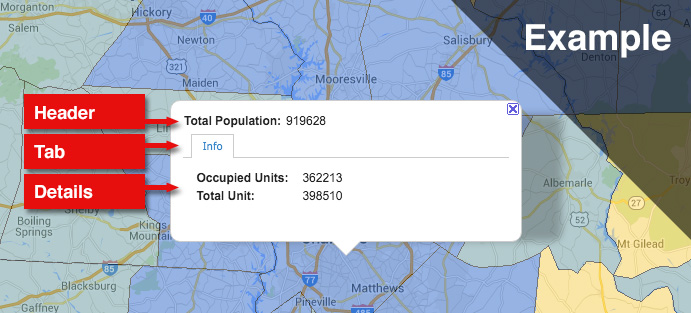 Morganton
Hickory
Salem
Newton
321
Salisbury
Example
Denton
85
Maiden
Mooresville
Header
Total Population: 919628
Tab
Info
Details
Occupied Units: 362213
Total Unit: 398510
Albemarle
Troy
27
52
Shelby
Boiling
Springs
Kings
Mountain
Mt Gilead
85
Blacksburg
77
Matthews
Pineville
Gaffney
485